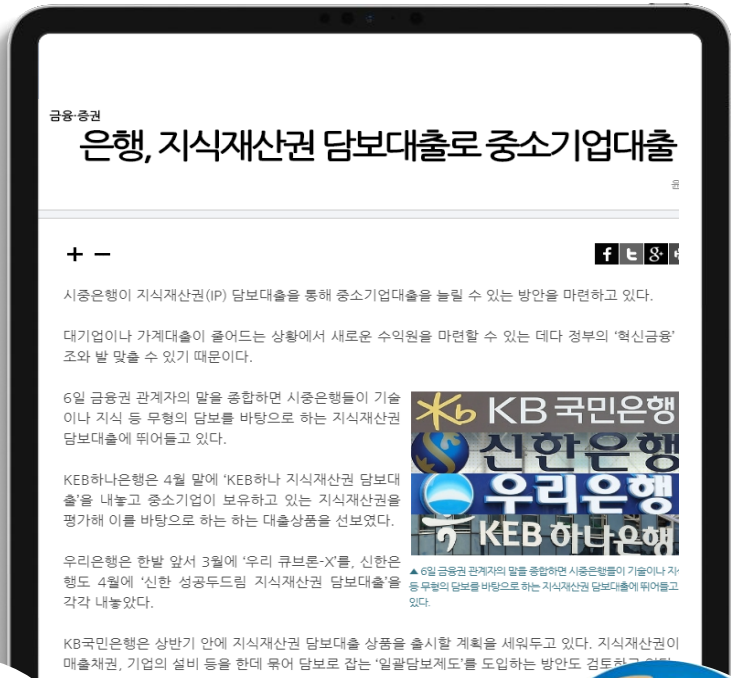 금융·증권
은행, 지식재산권 담보대출로 중소기업대출
+ −
시중은행이 지식재산권(IP) 담보대출을 통해 중소기업대출을 늘릴 수 있는 방안을 마련하고 있다.
대기업이나 가계대출이 줄어드는 상황에서 새로운 수익원을 마련할 수 있는 데다 정부의 ‘혁신금융’
조와 발 맞출 수 있기 때문이다.
6일 금융권 관계자의 말을 종합하면 시중은행들이 기술
이나 지식 등 무형의 담보를 바탕으로 하는 지식재산권
담보대출에 뛰어들고 있다.
KB국민은행
신한은행
우리은행
KEB하나은행
KEB하나은행은 4월 말에 ‘KEB하나 지식재산권 담보대
출’을 내놓고 중소기업이 보유하고 있는 지식재산권을
평가해 이를 바탕으로 하는 하는 대출상품을 선보였다.
우리은행은 한발 앞서 3월에 ‘우리 큐브론-X’를, 신한은
행도 4월에 ‘신한 성공두드림 지식재산권 담보대출’을
각각 내놓았다.
▲ 6일 금융권 관계자의 말을 종합하면 시중은행들이 기술이나
등 무형의 담보를 바탕으로 하는 지식재산권 담보대출에 뛰어들고
있다.
KB국민은행은 상반기 안에 지식재산권 담보대출 상품을 출시할 계획을 세워두고 있다. 지식재산권이
매출채권, 기업의 설비 등을 한데 묶어 담보로 잡는 ‘일괄담보제도’를 도입하는 방안도